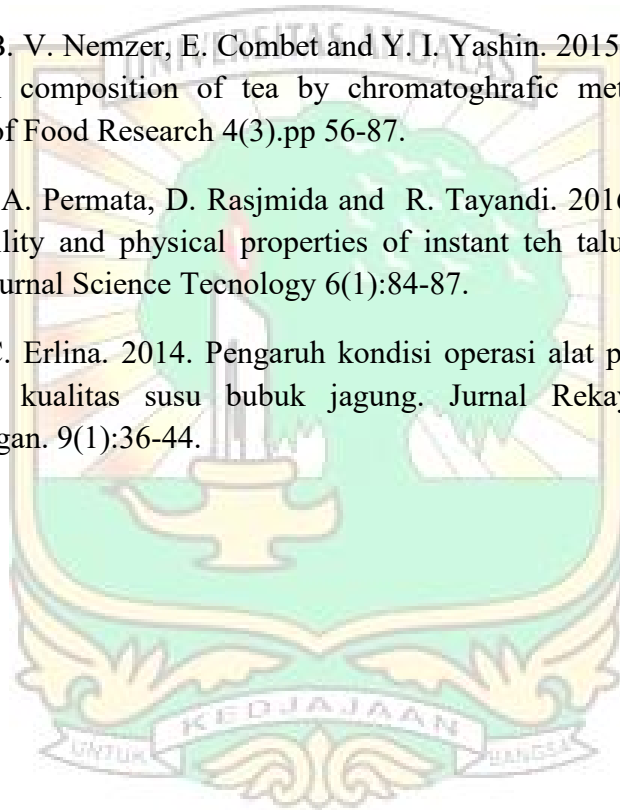 B. V. Nemzer, E. Combet and Y. I. Yashin. 2015
composition of tea by chromatoghrafic met
of Food Research 4(3).pp 56-87.
A. Permata, D. Rasjmida and R. Tayandi. 2016
lity and physical properties of instant teh talu
urnal Science Tecnology 6(1):84-87.
C. Erlina. 2014. Pengaruh kondisi operasi alat p
kualitas susu bubuk jagung. Jurnal Rekay
gan. 9(1):36-44.
UNIVERSITAS ANDALAS
KEDJAJAAN
UNTUK
BANGSA